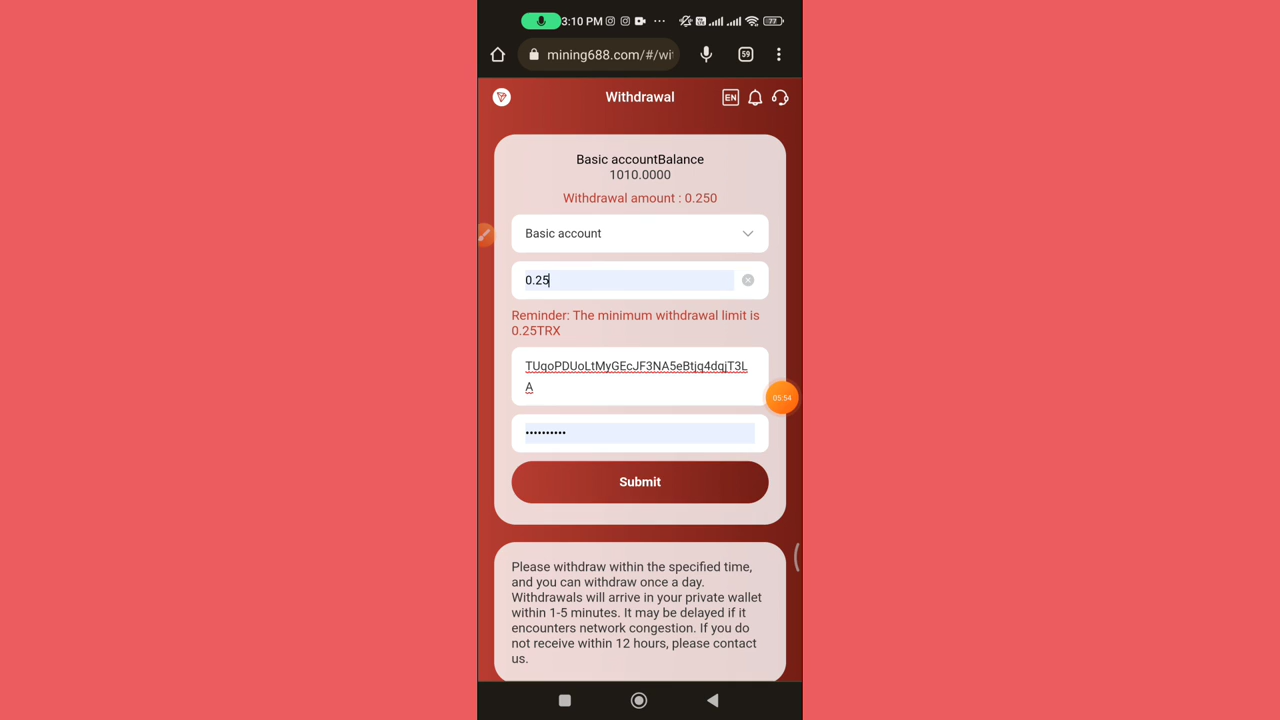 3:10 PM
77
mining688.com/#/wi
59
Withdrawal
EN
Basic accountBalance
1010.0000
Withdrawal amount : 0.250
Basic account
0.25
Reminder: The minimum withdrawal limit is
0.25TRX
TUqoPDUoLtMyGEcJF3NA5eBtjq4dqjT3L
A
05:54
••••••••••
Submit
Please withdraw within the specified time,
and you can withdraw once a day.
Withdrawals will arrive in your private wallet
within 1-5 minutes. It may be delayed if it
encounters network congestion. If you do
not receive within 12 hours, please contact
us.